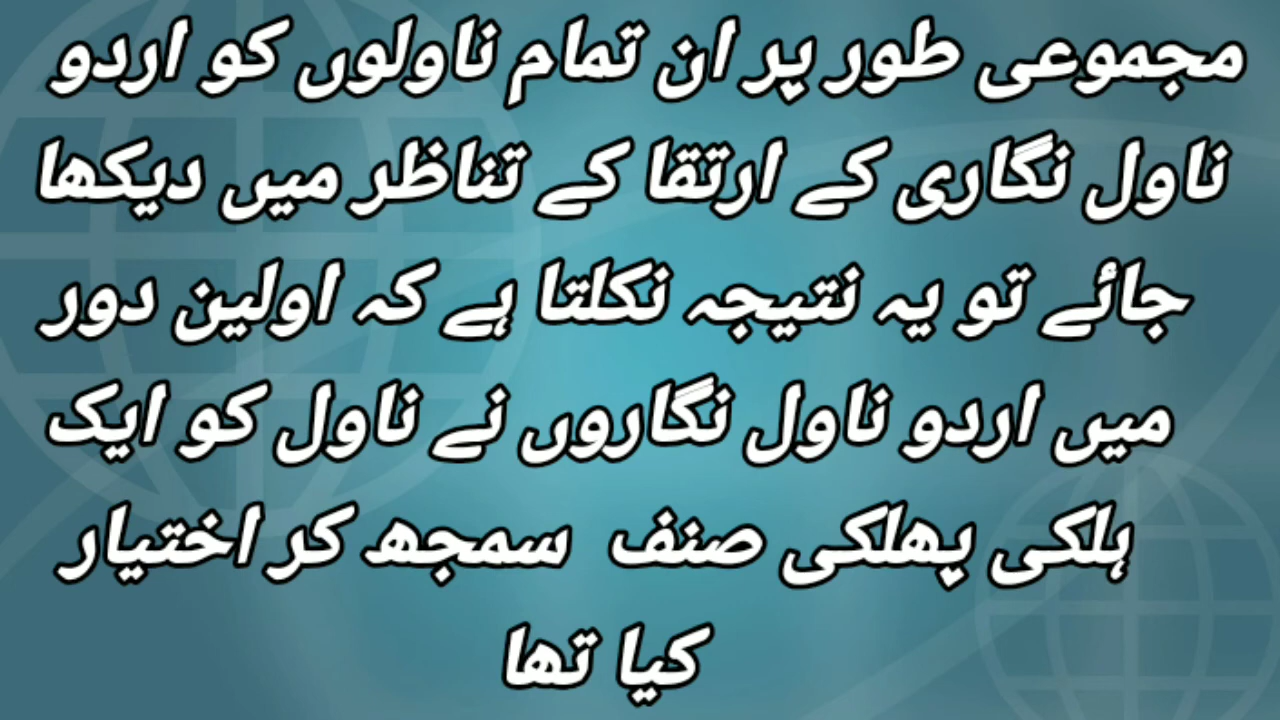 مجموعی طور پر ان تمام ناولوں کو اردو
ناول نگاری کے ارتقا کے تناظر میں دیکھا
جائے تو یہ نتیجہ نکلتا ہے کہ اولین دور
میں اردو ناول نگاروں نے ناول کو ایک
ہلکی پھلکی صنف سمجھ کر اختیار
کیا تھا